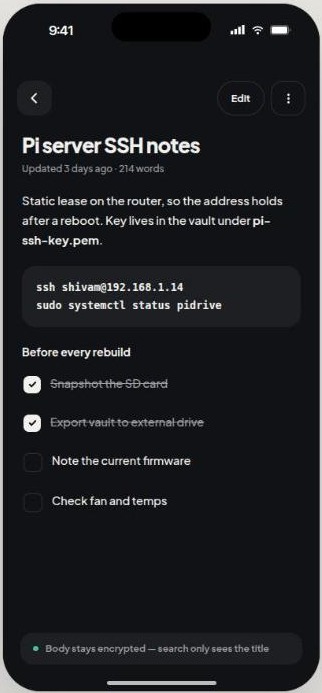 9:41
Edit
Pi server SSH notes
Updated 3 days ago · 214 words
Static lease on the router, so the address holds
after a reboot. Key lives in the vault under pi-
ssh-key.pem.
ssh shivam@192.168.1.14
sudo systemctl status pidrive
Before every rebuild
Snapshot the SD card
Export vault to external drive
Note the current firmware
Check fan and temps
Body stays encrypted — search only sees the title